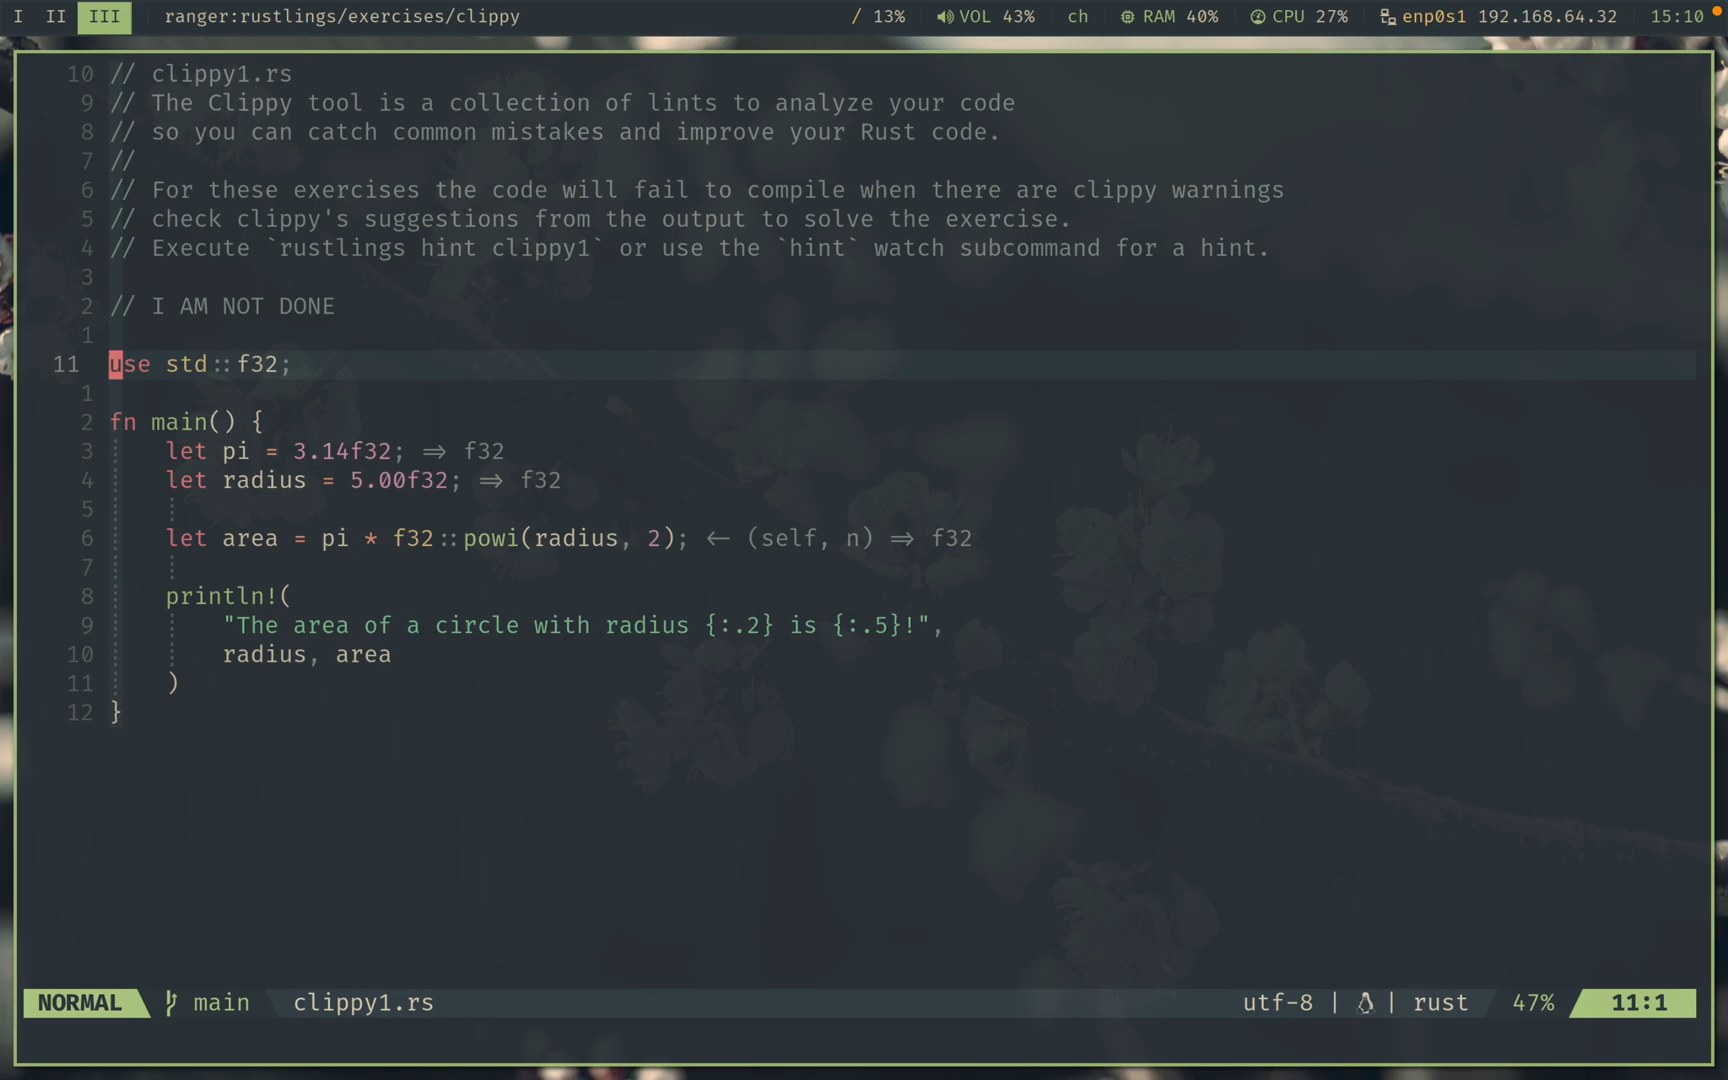 I II III ranger:rustlings/exercises/clippy / 13% VOL 43% ch RAM 40% CPU 27% enp0s1 192.168.64.32 15:10
10 // clippy1.rs
9 // The Clippy tool is a collection of lints to analyze your code
8 // so you can catch common mistakes and improve your Rust code.
7 //
6 // For these exercises the code will fail to compile when there are clippy warnings
5 // check clippy's suggestions from the output to solve the exercise.
4 // Execute `rustlings hint clippy1` or use the `hint` watch subcommand for a hint.
3
2 // I AM NOT DONE
1
11 use std::f32;
1
2 fn main() {
3 let pi = 3.14f32; ⇒ f32
4 let radius = 5.00f32; ⇒ f32
5
6 let area = pi * f32::powi(radius, 2); ← (self, n) ⇒ f32
7
8 println!(
9 "The area of a circle with radius {:.2} is {:.5}!",
10 radius, area
11 )
12 }
NORMAL main clippy1.rs utf-8 | | rust 47% 11:1